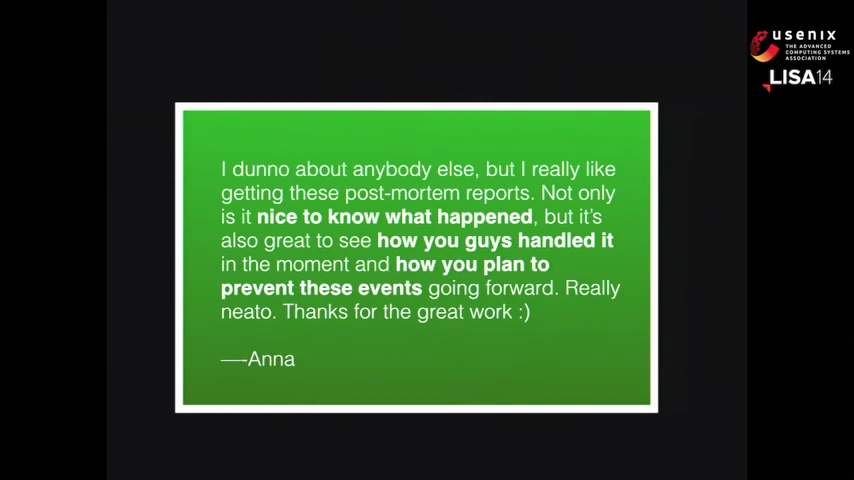 usenix
THE ADVANCED
COMPUTING SYSTEMS
ASSOCIATION
LISA14
I dunno about anybody else, but I really like
getting these post-mortem reports. Not only
is it nice to know what happened, but it's
also great to see how you guys handled it
in the moment and how you plan to
prevent these events going forward. Really
neato. Thanks for the great work :)
—-Anna